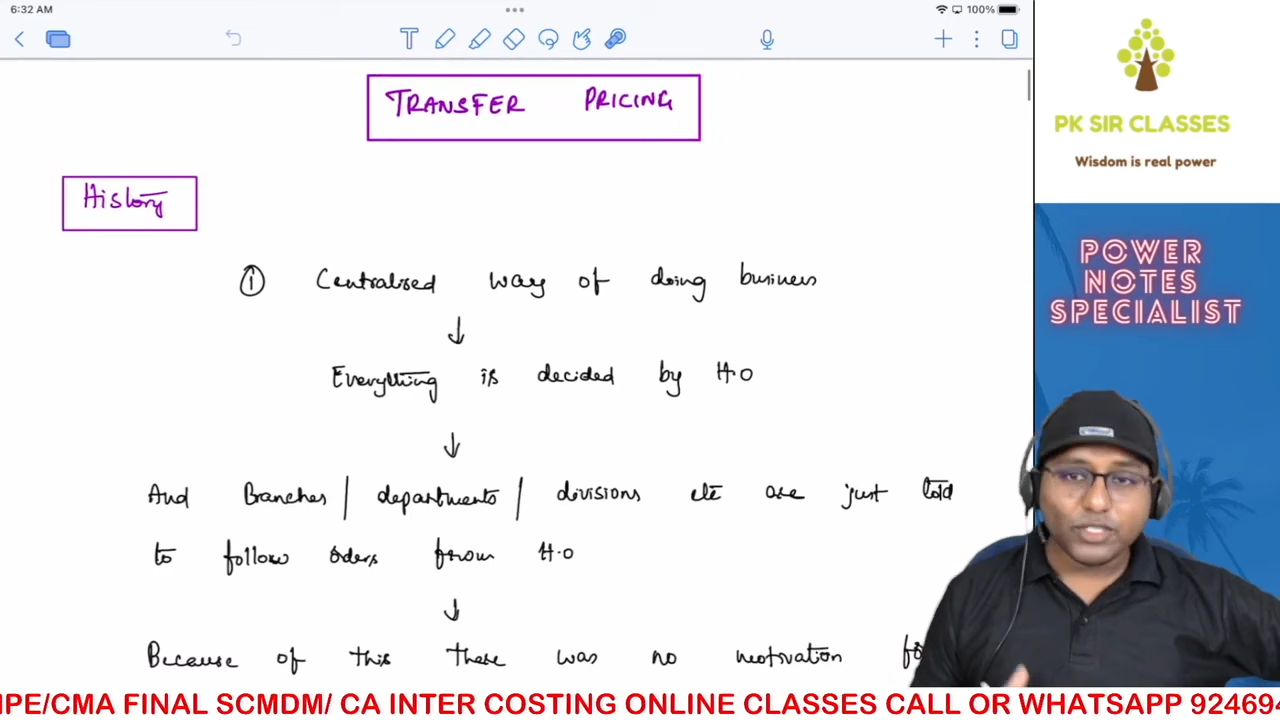 6:32 AM
100%
TRANSFER PRICING
PK SIR CLASSES
Wisdom is real power
History
POWER
NOTES
SPECIALIST
① Centralised way of doing business
↓
Everything is decided by H.O
↓
And Branches / departments / divisions etc are just told
to follow orders from H.O
↓
Because of this there was no motivation fo
IPE/CMA FINAL SCMDM/ CA INTER COSTING ONLINE CLASSES CALL OR WHATSAPP 92469